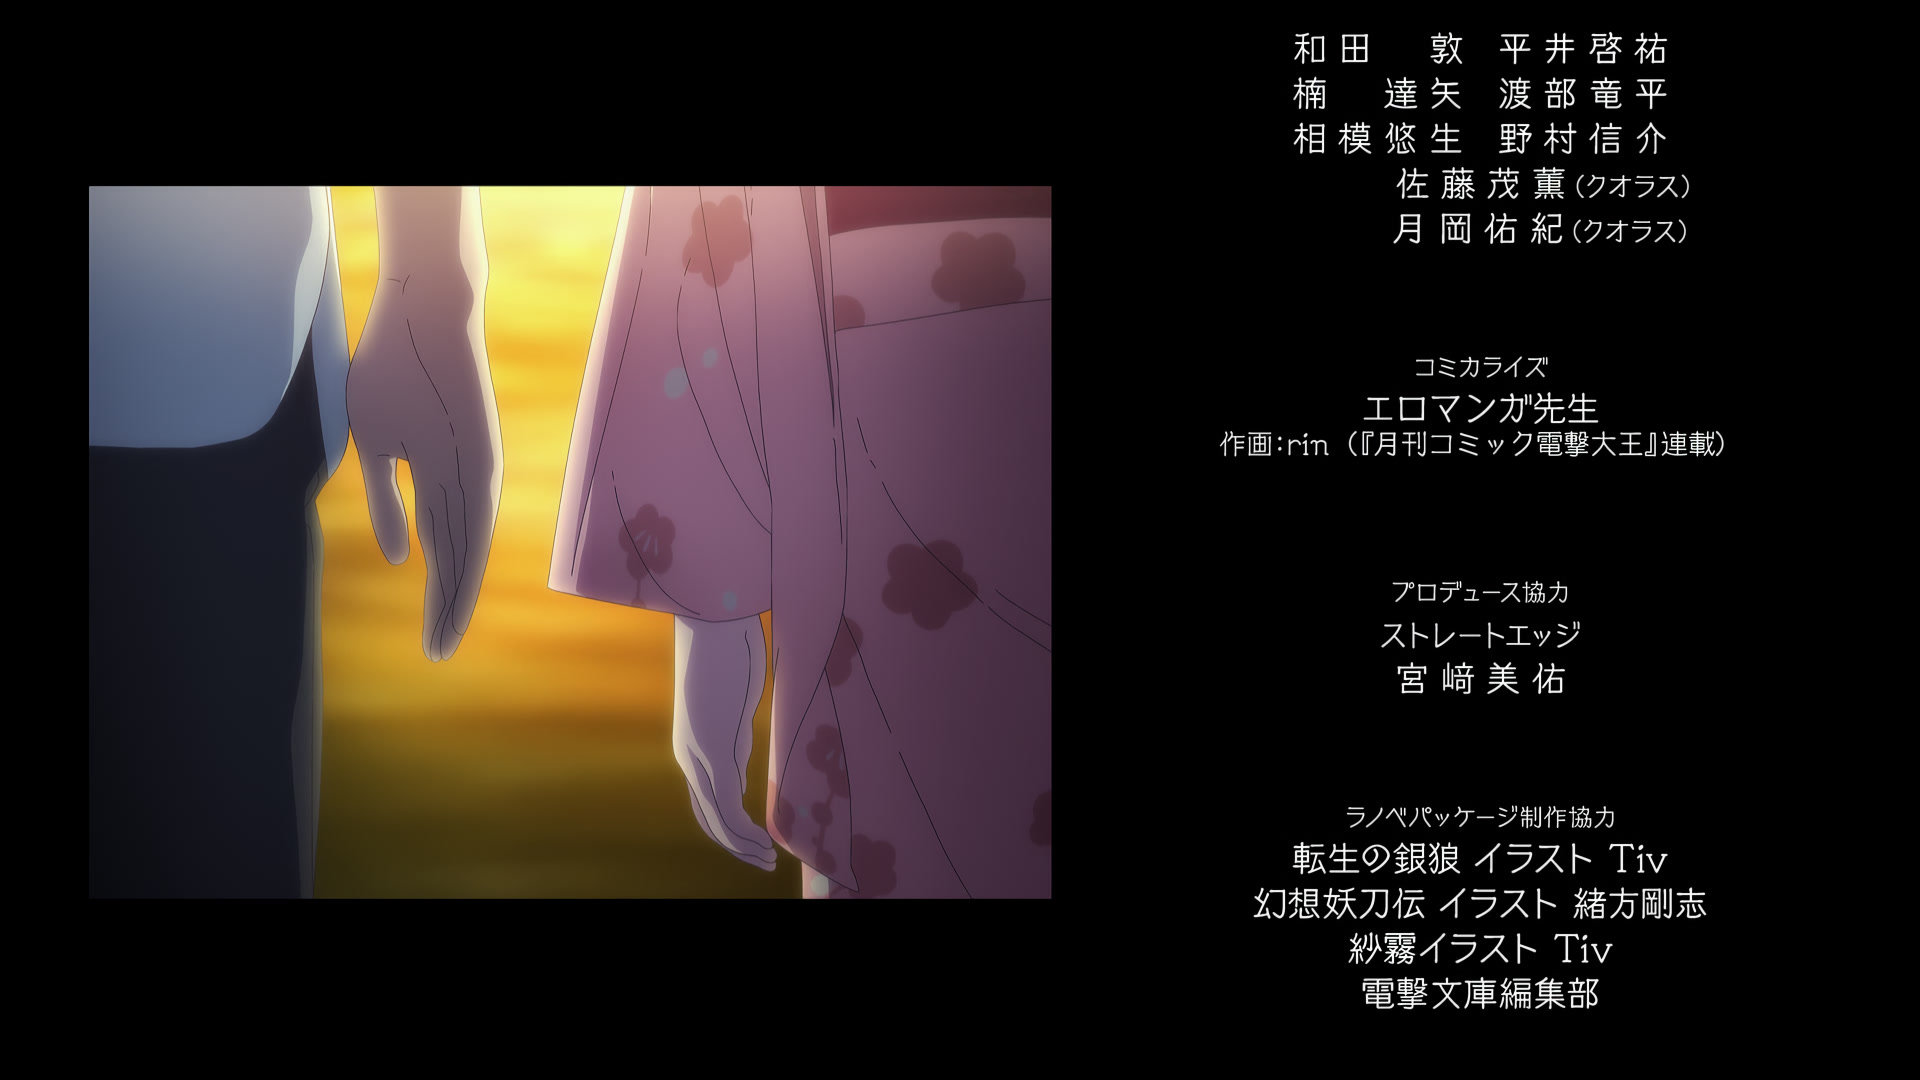 和田　敦　平井啓祐
楠　達矢　渡部竜平
相模悠生　野村信介
佐藤茂薫（クオラス）
月岡佑紀（クオラス）
コミカライズ
エロマンガ先生
作画：rin（『月刊コミック電撃大王』連載）
プロデュース協力
ストレートエッジ
宮﨑美佑
ラノベパッケージ制作協力
転生の銀狼 イラスト Tiv
幻想妖刀伝 イラスト 緒方剛志
紗霧イラスト Tiv
電撃文庫編集部